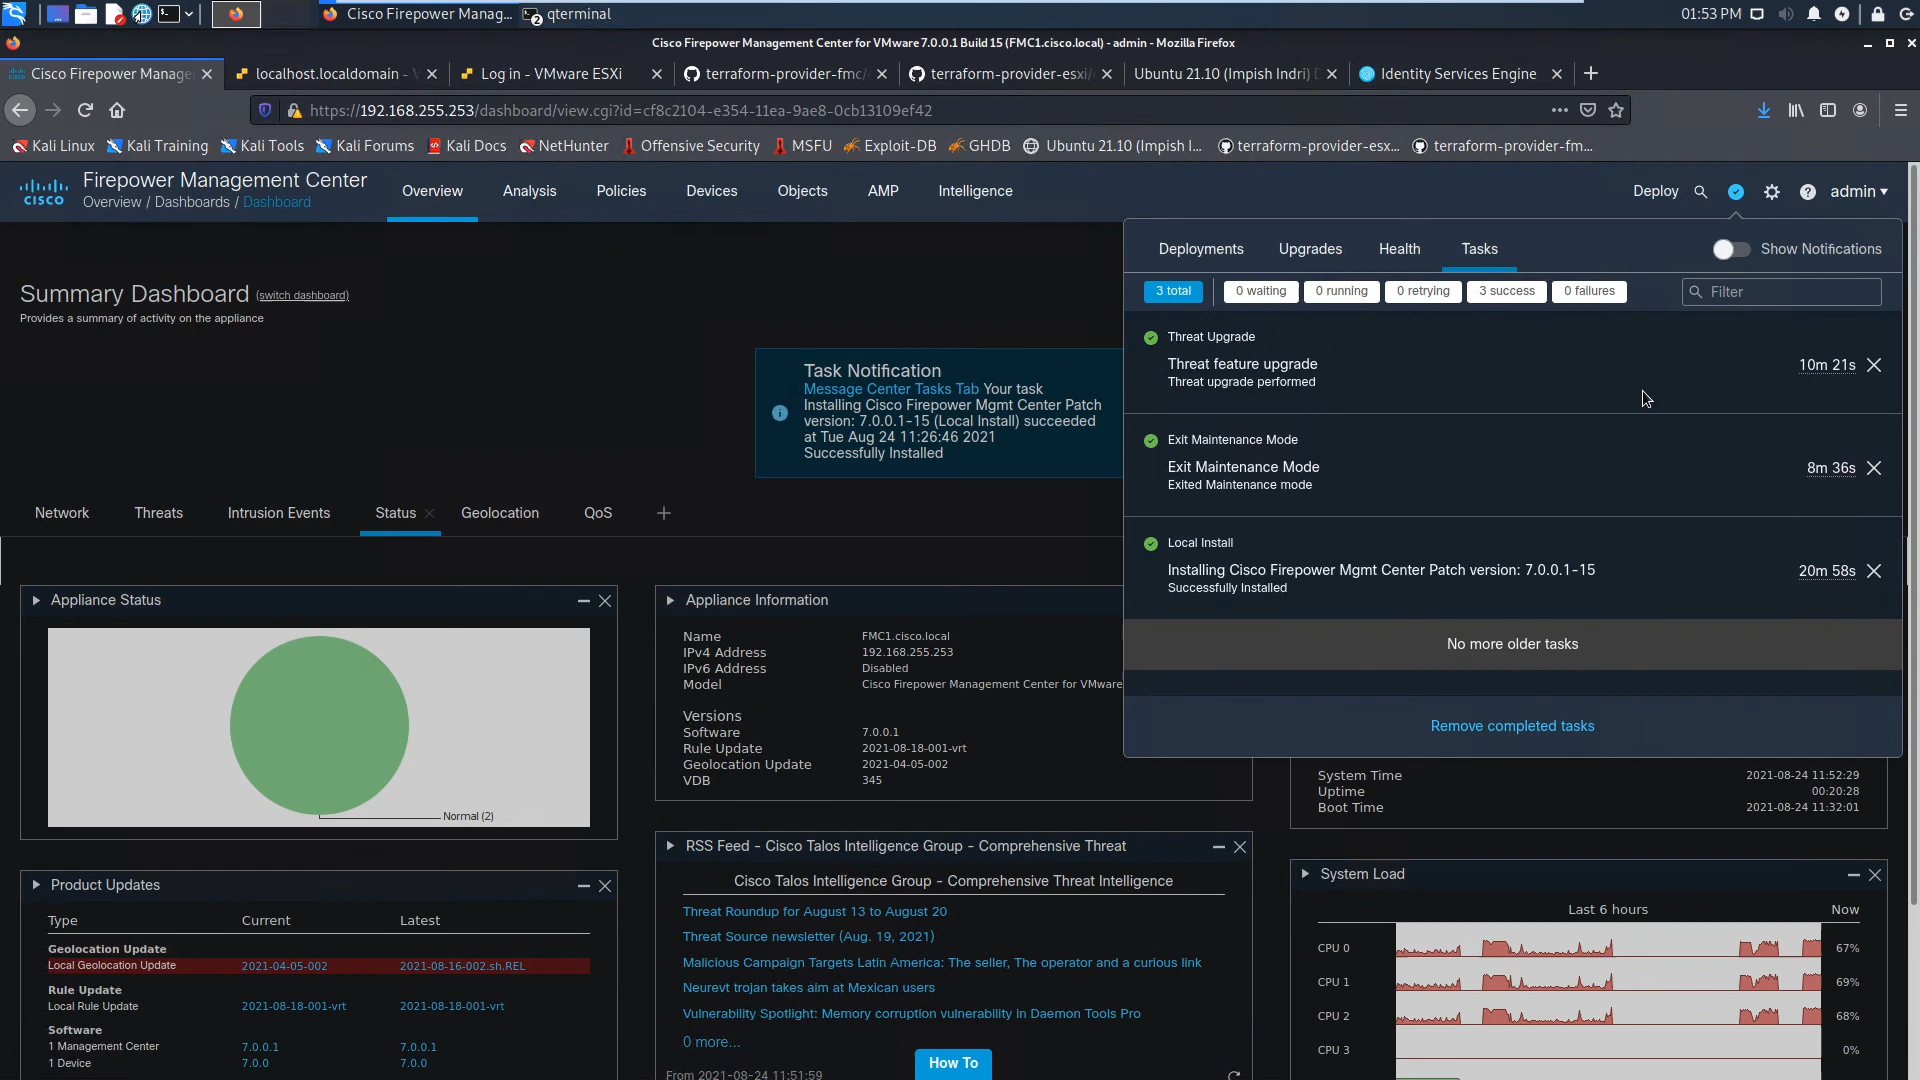 Cisco Firepower Manag...
2
qterminal
01:53 PM
Cisco Firepower Management Center for VMware 7.0.0.1 Build 15 (FMC1.cisco.local) - admin - Mozilla Firefox
Cisco Firepower Manage
localhost.localdomain -
Log in - VMware ESXi
terraform-provider-fmc/
terraform-provider-esxi/
Ubuntu 21.10 (Impish Indri)
Identity Services Engine
https://192.168.255.253/dashboard/view.cgi?id=cf8c2104-e354-11ea-9ae8-0cb13109ef42
Kali Linux
Kali Training
Kali Tools
Kali Forums
Kali Docs
NetHunter
Offensive Security
MSFU
Exploit-DB
GHDB
Ubuntu 21.10 (Impish I...
terraform-provider-esx...
terraform-provider-fm...
cisco
Firepower Management Center
Overview / Dashboards / Dashboard
Overview
Analysis
Policies
Devices
Objects
AMP
Intelligence
Deploy
admin
Summary Dashboard (switch dashboard)
Provides a summary of activity on the appliance
Task Notification
Message Center Tasks Tab Your task
Installing Cisco Firepower Mgmt Center Patch
version: 7.0.0.1-15 (Local Install) succeeded
at Tue Aug 24 11:26:46 2021
Successfully Installed
Deployments
Upgrades
Health
Tasks
Show Notifications
3 total
0 waiting
0 running
0 retrying
3 success
0 failures
Filter
Threat Upgrade
Threat feature upgrade
Threat upgrade performed
10m 21s
Exit Maintenance Mode
Exit Maintenance Mode
Exited Maintenance mode
8m 36s
Local Install
Installing Cisco Firepower Mgmt Center Patch version: 7.0.0.1-15
Successfully Installed
20m 58s
No more older tasks
Remove completed tasks
Network
Threats
Intrusion Events
Status
Geolocation
QoS
Appliance Status
Normal (2)
Product Updates
Type Current Latest
Geolocation Update
Local Geolocation Update 2021-04-05-002 2021-08-16-002.sh.REL
Rule Update
Local Rule Update 2021-08-18-001-vrt 2021-08-18-001-vrt
Software
1 Management Center 7.0.0.1 7.0.0.1
1 Device 7.0.0 7.0.0
Appliance Information
Name FMC1.cisco.local
IPv4 Address 192.168.255.253
IPv6 Address Disabled
Model Cisco Firepower Management Center for VMware
Versions
Software 7.0.0.1
Rule Update 2021-08-18-001-vrt
Geolocation Update 2021-04-05-002
VDB 345
RSS Feed - Cisco Talos Intelligence Group - Comprehensive Threat
Cisco Talos Intelligence Group - Comprehensive Threat Intelligence
Threat Roundup for August 13 to August 20
Threat Source newsletter (Aug. 19, 2021)
Malicious Campaign Targets Latin America: The seller, The operator and a curious link
Neurevt trojan takes aim at Mexican users
Vulnerability Spotlight: Memory corruption vulnerability in Daemon Tools Pro
0 more...
How To
From 2021-08-24 11:51:59
System Time 2021-08-24 11:52:29
Uptime 00:20:28
Boot Time 2021-08-24 11:32:01
System Load
Last 6 hours Now
CPU 0 67%
CPU 1 69%
CPU 2 68%
CPU 3 0%